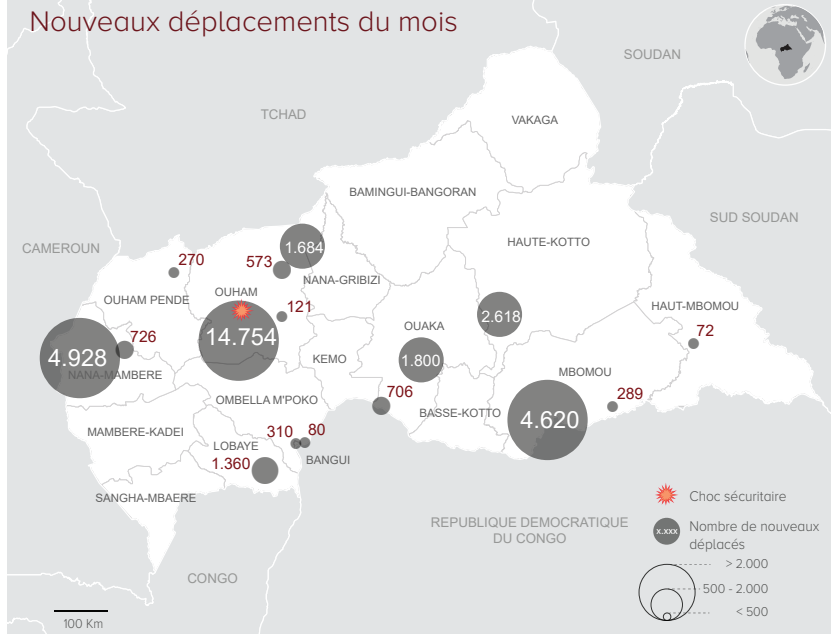 Nouveaux déplacements du mois
SOUDAN
TCHAD
VAKAGA
BAMINGUI-BANGORAN
SUD SOUDAN
CAMEROUN
HAUTE-KOTTO
1.684
270
573
NANA-GRIBIZI
OUHAM
OUHAM PENDE
HAUT-MBOMOU
121
2.618
OUAKA
72
14.754
726
4.928
KEMO
1.800
MBOMOU
NANA-MAMBERE
706
289
OMBELLA M'POKO
BASSE-KOTTO
4.620
MAMBERE-KADEI
310
80
LOBAYE
BANGUI
1.360
SANGHA-MBAERE
Choc sécuritaire
REPUBLIQUE DEMOCRATIQUE
DU CONGO
x.xxx
Nombre de nouveaux
déplacés
> 2.000
CONGO
500 - 2.000
< 500
100 Km